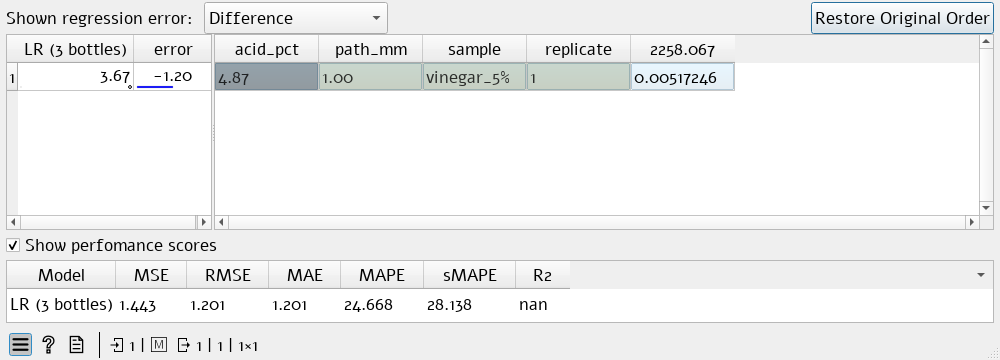 Shown regression error: Difference Restore Original Order
LR (3 bottles) error acid_pct path_mm sample replicate 2258.067
1 3.67 -1.20 4.87 1.00 vinegar_5% 1 0.00517246
Show perfomance scores
Model MSE RMSE MAE MAPE sMAPE R2
LR (3 bottles) 1.443 1.201 1.201 24.668 28.138 nan
? 1 | M 1 | 1 | 1×1